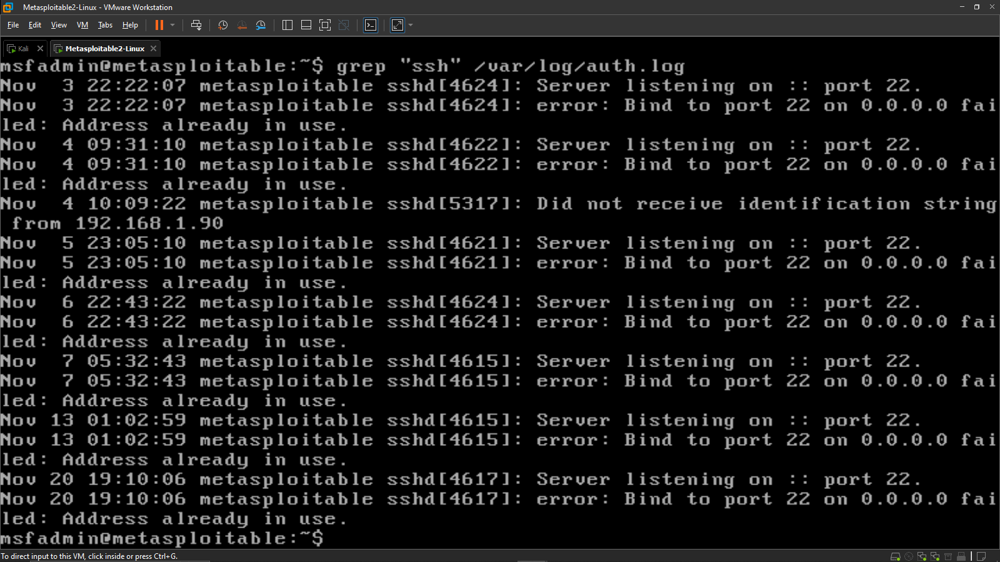 Metasploitable2-Linux - VMware Workstation
File Edit View VM Tabs Help
Kali Metasploitable2-Linux
msfadmin@metasploitable:~$ grep "ssh" /var/log/auth.log
Nov  3 22:22:07 metasploitable sshd[4624]: Server listening on :: port 22.
Nov  3 22:22:07 metasploitable sshd[4624]: error: Bind to port 22 on 0.0.0.0 fai
led: Address already in use.
Nov  4 09:31:10 metasploitable sshd[4622]: Server listening on :: port 22.
Nov  4 09:31:10 metasploitable sshd[4622]: error: Bind to port 22 on 0.0.0.0 fai
led: Address already in use.
Nov  4 10:09:22 metasploitable sshd[5317]: Did not receive identification string
 from 192.168.1.90
Nov  5 23:05:10 metasploitable sshd[4621]: Server listening on :: port 22.
Nov  5 23:05:10 metasploitable sshd[4621]: error: Bind to port 22 on 0.0.0.0 fai
led: Address already in use.
Nov  6 22:43:22 metasploitable sshd[4624]: Server listening on :: port 22.
Nov  6 22:43:22 metasploitable sshd[4624]: error: Bind to port 22 on 0.0.0.0 fai
led: Address already in use.
Nov  7 05:32:43 metasploitable sshd[4615]: Server listening on :: port 22.
Nov  7 05:32:43 metasploitable sshd[4615]: error: Bind to port 22 on 0.0.0.0 fai
led: Address already in use.
Nov 13 01:02:59 metasploitable sshd[4615]: Server listening on :: port 22.
Nov 13 01:02:59 metasploitable sshd[4615]: error: Bind to port 22 on 0.0.0.0 fai
led: Address already in use.
Nov 20 19:10:06 metasploitable sshd[4617]: Server listening on :: port 22.
Nov 20 19:10:06 metasploitable sshd[4617]: error: Bind to port 22 on 0.0.0.0 fai
led: Address already in use.
msfadmin@metasploitable:~$
To direct input to this VM, click inside or press Ctrl+G.